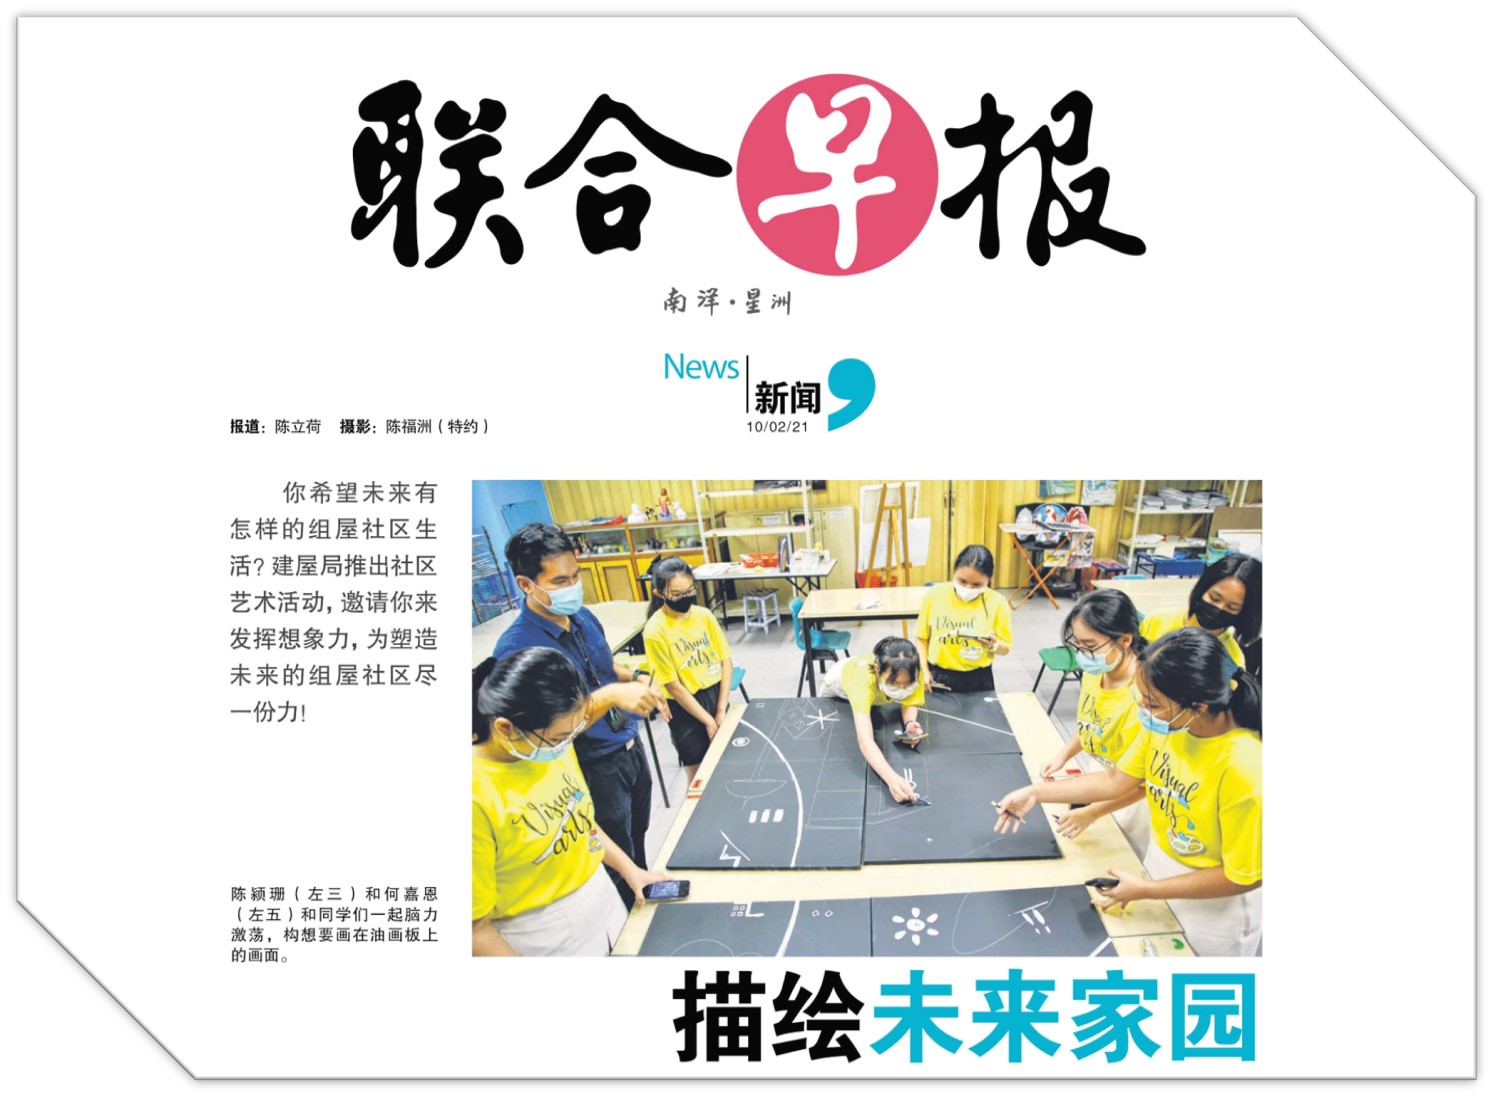 联合早报
南洋·星洲
News
新闻
10/02/21
报道：陈立荷 摄影：陈福洲（特约）
你希望未来有
怎样的组屋社区生
活？建屋局推出社区
艺术活动，邀请你来
发挥想象力，为塑造
未来的组屋社区尽
一份力！
Visual
arts
Visual
arts
Visual
arts
Visual
arts
陈颖珊（左三）和何嘉恩
（左五）和同学们一起脑力
激荡，构想要画在油画板上
的画面。
描绘未来家园